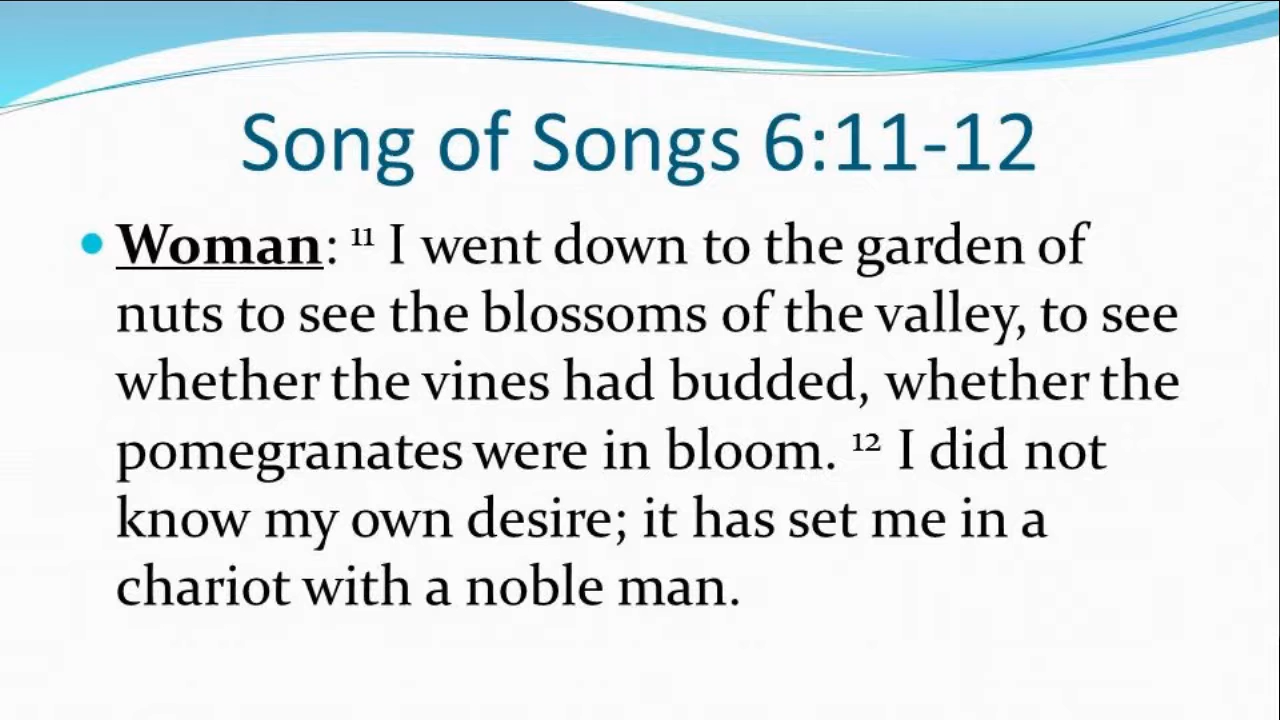 Song of Songs 6:11-12
• Woman: ¹¹ I went down to the garden of
nuts to see the blossoms of the valley, to see
whether the vines had budded, whether the
pomegranates were in bloom. ¹² I did not
know my own desire; it has set me in a
chariot with a noble man.